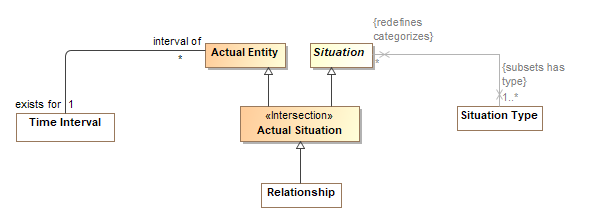 {redefines
categorizes}
interval of
Actual Entity
Situation
*
*
{subsets has
type}
exists for 1
1..*
Time Interval
«Intersection»
Actual Situation
Situation Type
Relationship